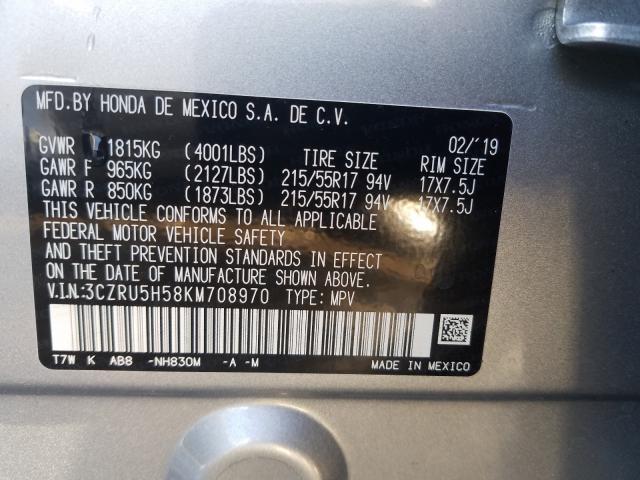 MFD.BY HONDA DE MEXICO S.A. DE C.V.
02/'19
GVWR 1815KG (4001LBS) TIRE SIZE RIM SIZE
GAWR F 965KG (2127LBS) 215/55R17 94V 17X7.5J
GAWR R 850KG (1873LBS) 215/55R17 94V 17X7.5J
THIS VEHICLE CONFORMS TO ALL APPLICABLE
FEDERAL MOTOR VEHICLE SAFETY
AND THEFT PREVENTION STANDARDS IN EFFECT
ON THE DATE OF MANUFACTURE SHOWN ABOVE.
V.I.N.:3CZRU5H58KM708970 TYPE: MPV
T7W K AB8 -NH830M -A -M
MADE IN MEXICO